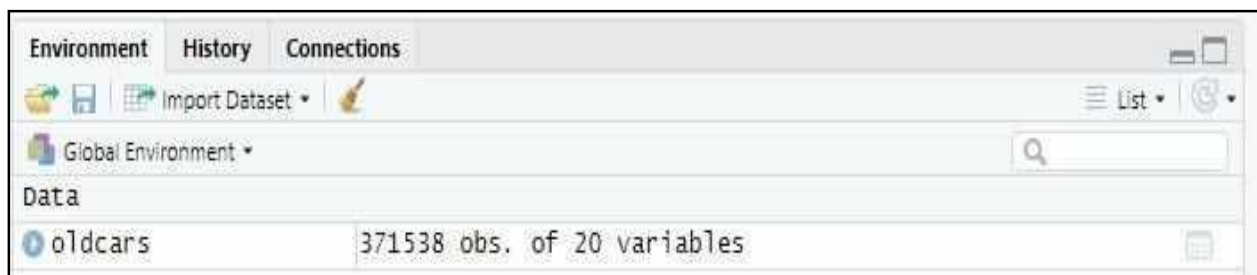 Environment History Connections
Import Dataset List
Global Environment
Data
oldcars 371538 obs. of 20 variables